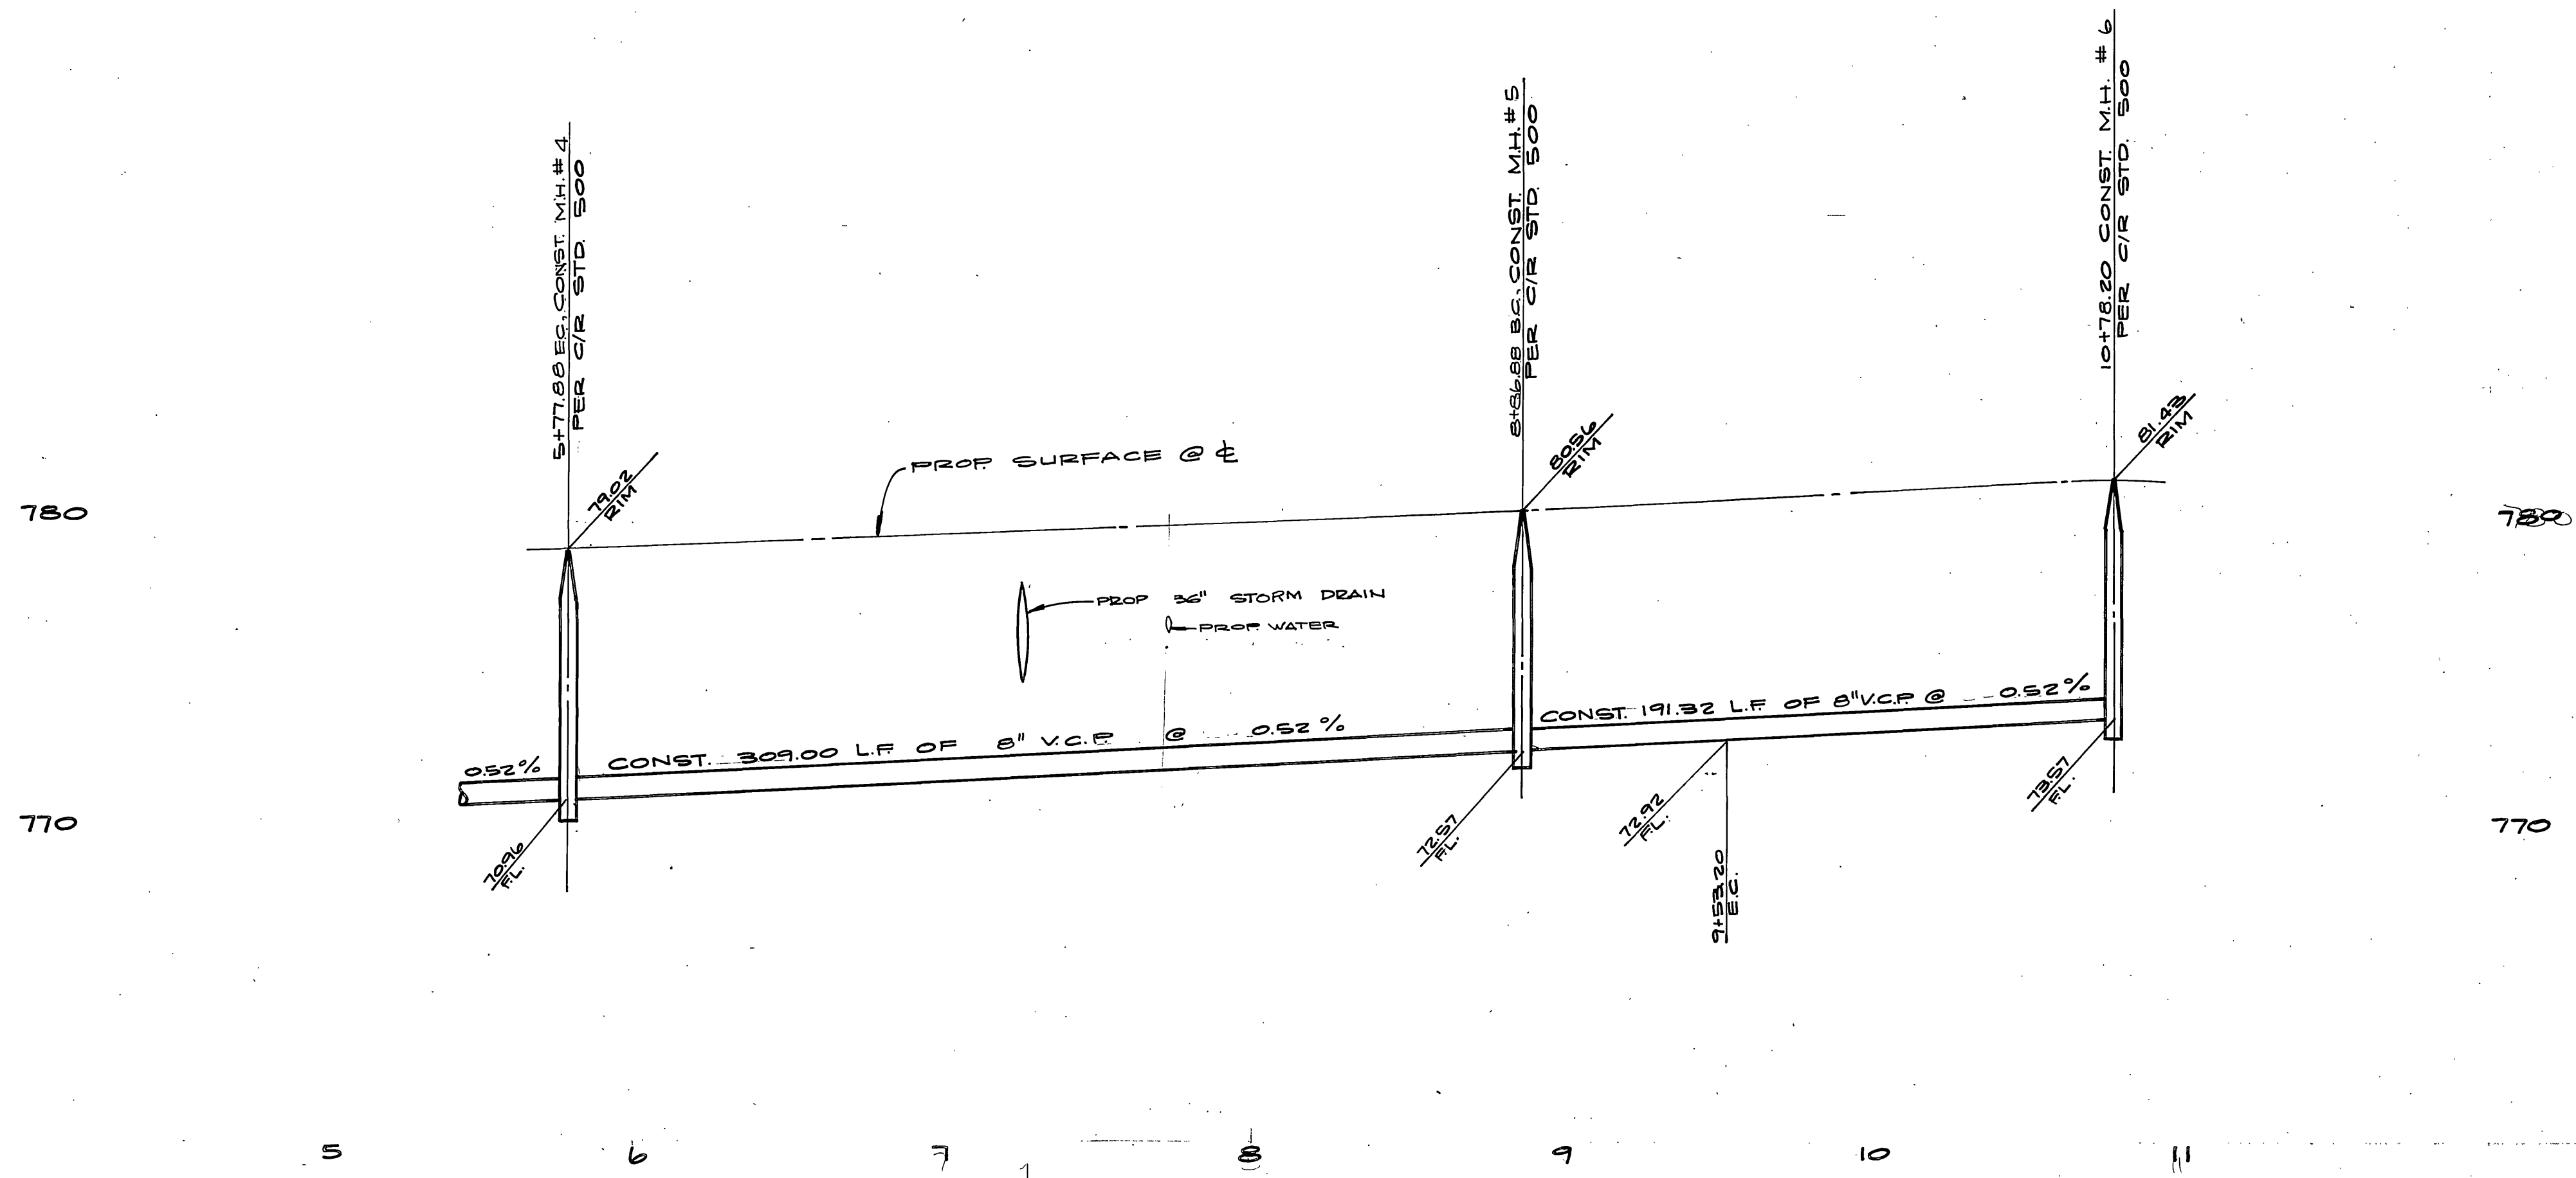 5+77.88 E.C., CONST. M.H. # 4
PER C/R STD. 500
8+86.88 B.C., CONST. M.H. # 5
PER C/R STD. 500
10+78.20 CONST. M.H. # 6
PER C/R STD. 500
79.02
RIM
80.56
RIM
81.43
RIM
PROP. SURFACE @ ℄
780
780
PROP 36" STORM DRAIN
PROP. WATER
0.52%
CONST. 309.00 L.F. OF 8" V.C.P. @ 0.52%
CONST. 191.32 L.F. OF 8" V.C.P. @ 0.52%
770
770
70.96
F.L.
72.57
F.L.
72.92
F.L.
73.57
F.L.
9+53.20
E.C.
5 6 7 8 9 10 11